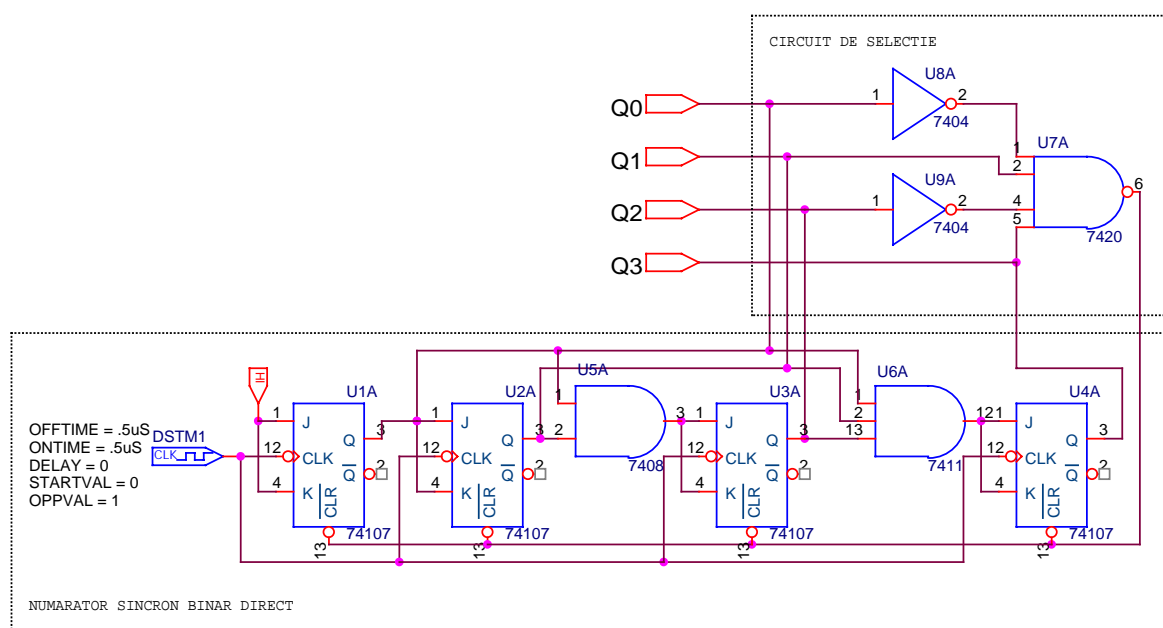 CIRCUIT DE SELECTIE
U8A
Q0
1
2
7404
U7A
Q1
1
2
6
U9A
Q2
1
2
4
5
7404
7420
Q3
HI
U1A
U2A
U5A
U3A
U6A
U4A
OFFTIME = .5uS
ONTIME = .5uS
DELAY = 0
STARTVAL = 0
OPPVAL = 1
DSTM1
CLK
1
J
Q
3
12
CLK
Q
2
4
K
CLR
13
74107
1
J
Q
3
12
CLK
Q
2
4
K
CLR
13
74107
1
2
3
7408
1
J
Q
3
12
CLK
Q
2
4
K
CLR
13
74107
1
2
13
12
7411
1
J
Q
3
12
CLK
Q
2
4
K
CLR
13
74107
NUMARATOR SINCRON BINAR DIRECT